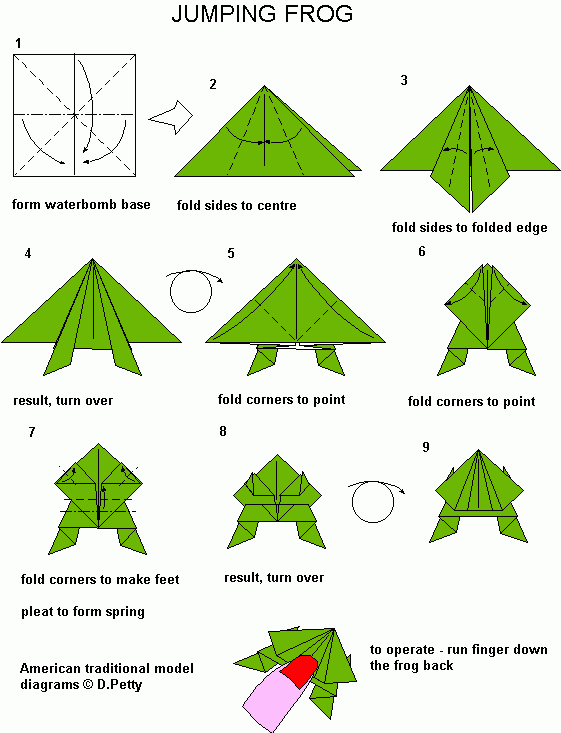 JUMPING FROG
1
form waterbomb base
2
fold sides to centre
3
fold sides to folded edge
4
result, turn over
5
fold corners to point
6
fold corners to point
7
fold corners to make feet
pleat to form spring
8
result, turn over
9
to operate - run finger down
the frog back
American traditional model
diagrams © D.Petty